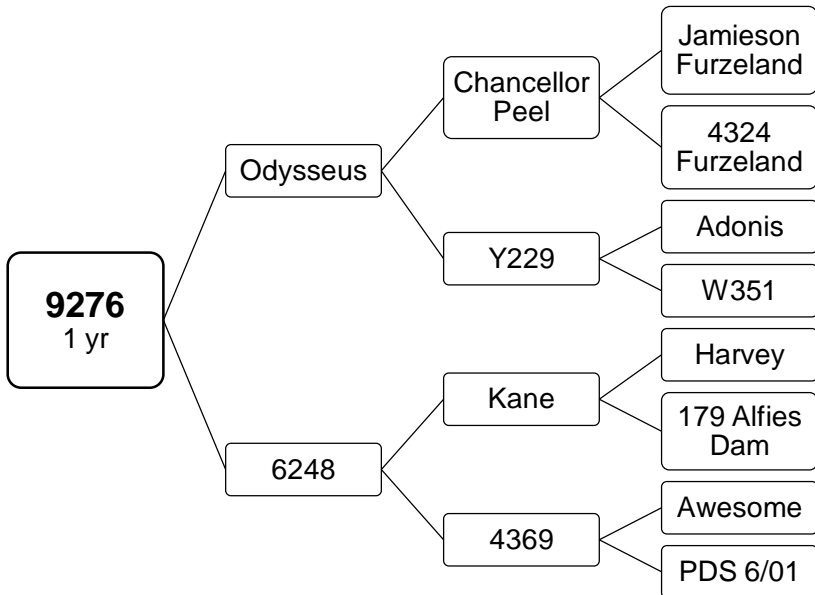 9276
1 yr
Odysseus
6248
Chancellor
Peel
Y229
Kane
4369
Jamieson
Furzeland
4324
Furzeland
Adonis
W351
Harvey
179 Alfies
Dam
Awesome
PDS 6/01